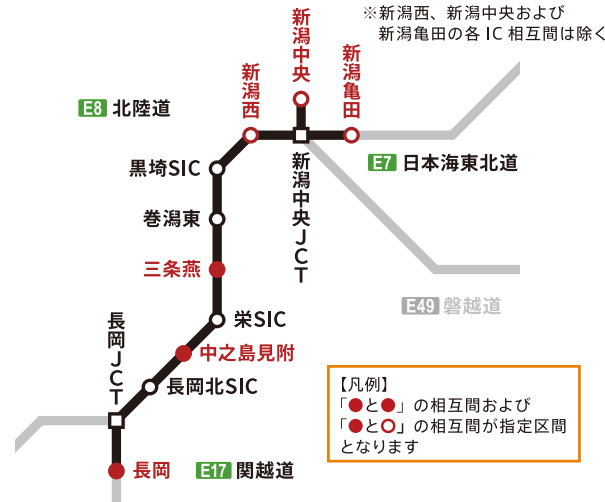 ※新潟西、新潟中央および
新潟亀田の各IC相互間は除く
新潟中央
新潟西
新潟亀田
E8 北陸道
黒埼SIC
新潟中央JCT
E7 日本海東北道
巻潟東
三条燕
E49 磐越道
栄SIC
長岡JCT
中之島見附
長岡北SIC
長岡
E17 関越道
【凡例】
「●と●」の相互間および
「●と○」の相互間が指定区間
となります